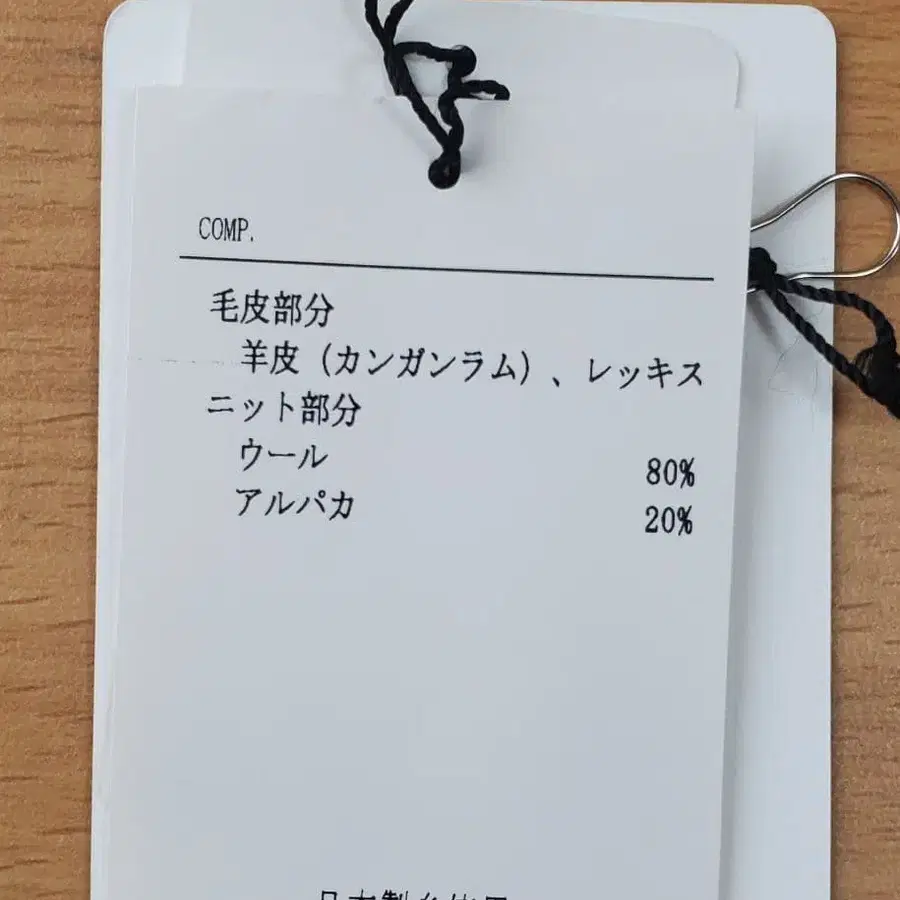 COMP.
毛皮部分
羊皮（カンガンラム）、レッキス
ニット部分
ウール 80%
アルパカ 20%